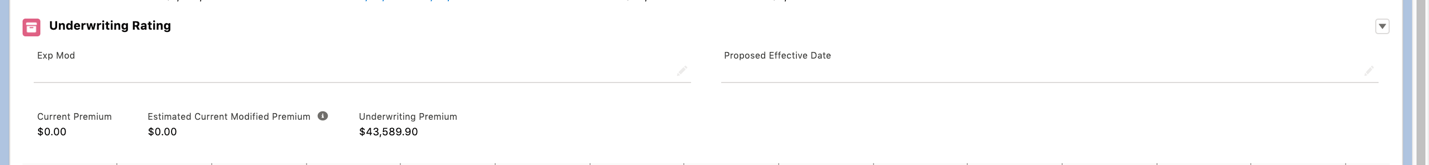 Underwriting Rating
Exp Mod
Proposed Effective Date
Current Premium
Estimated Current Modified Premium
Underwriting Premium
$0.00
$0.00
$43,589.90